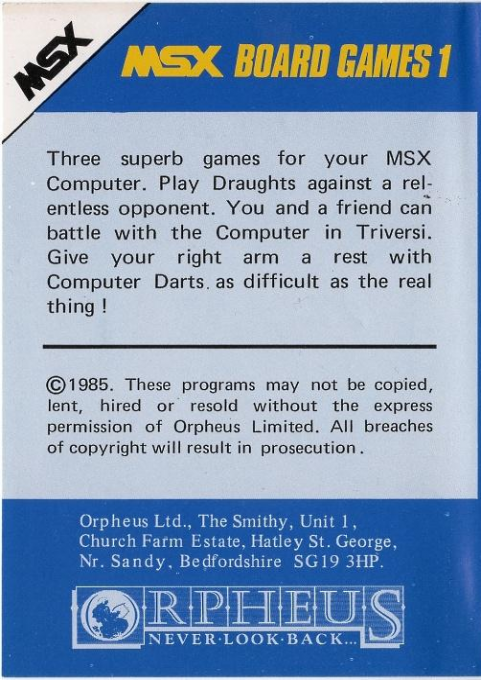 MSX
MSX BOARD GAMES 1
Three superb games for your MSX
Computer. Play Draughts against a rel-
entless opponent. You and a friend can
battle with the Computer in Triversi.
Give your right arm a rest with
Computer Darts, as difficult as the real
thing !
©1985. These programs may not be copied,
lent, hired or resold without the express
permission of Orpheus Limited. All breaches
of copyright will result in prosecution.
Orpheus Ltd., The Smithy, Unit 1,
Church Farm Estate, Hatley St. George,
Nr. Sandy, Bedfordshire SG19 3HP.
ORPHEUS
NEVER·LOOK·BACK...